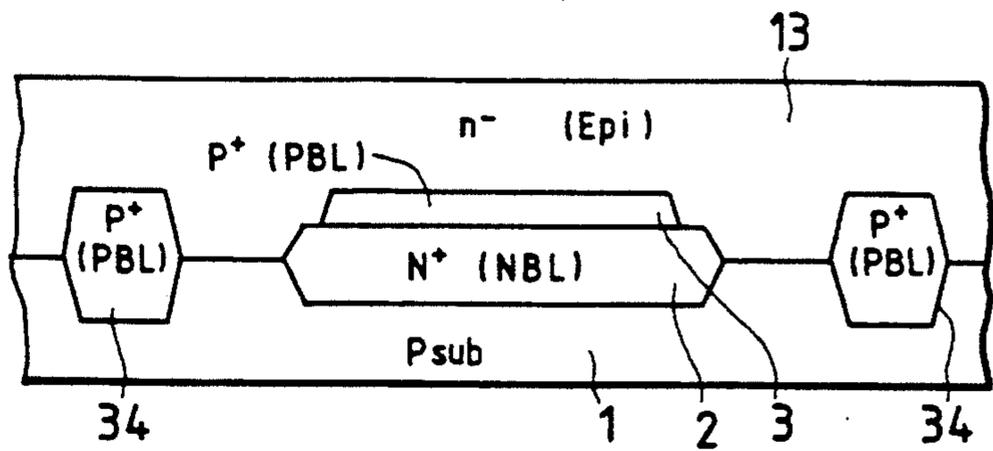 13
n⁻ (Epi)
P⁺ (PBL)
P⁺
(PBL)
N⁺ (NBL)
P⁺
(PBL)
Psub
34
1
2
3
34